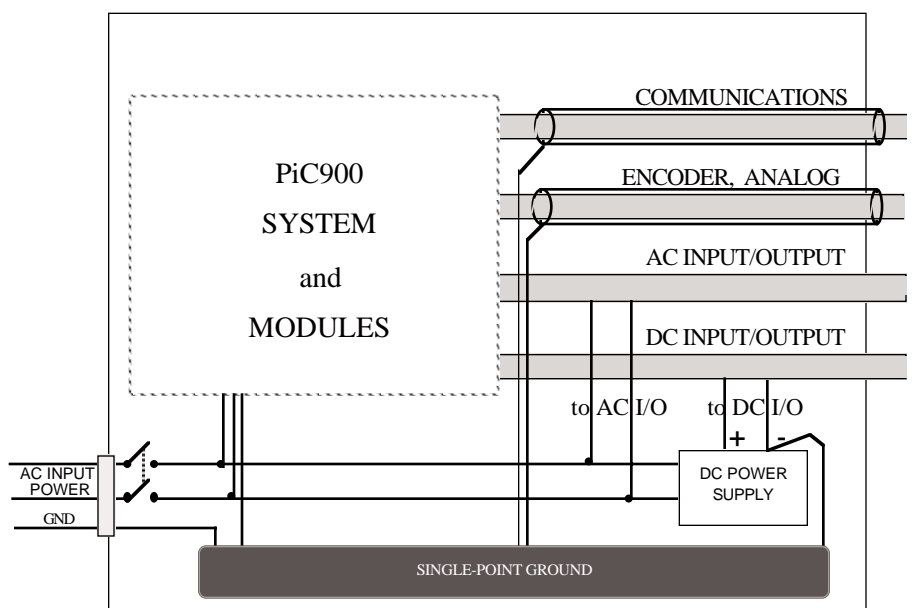 COMMUNICATIONS
PiC900
SYSTEM
and
MODULES
ENCODER, ANALOG
AC INPUT/OUTPUT
DC INPUT/OUTPUT
to AC I/O
to DC I/O
+ -
AC INPUT
POWER
GND
DC POWER
SUPPLY
SINGLE-POINT GROUND